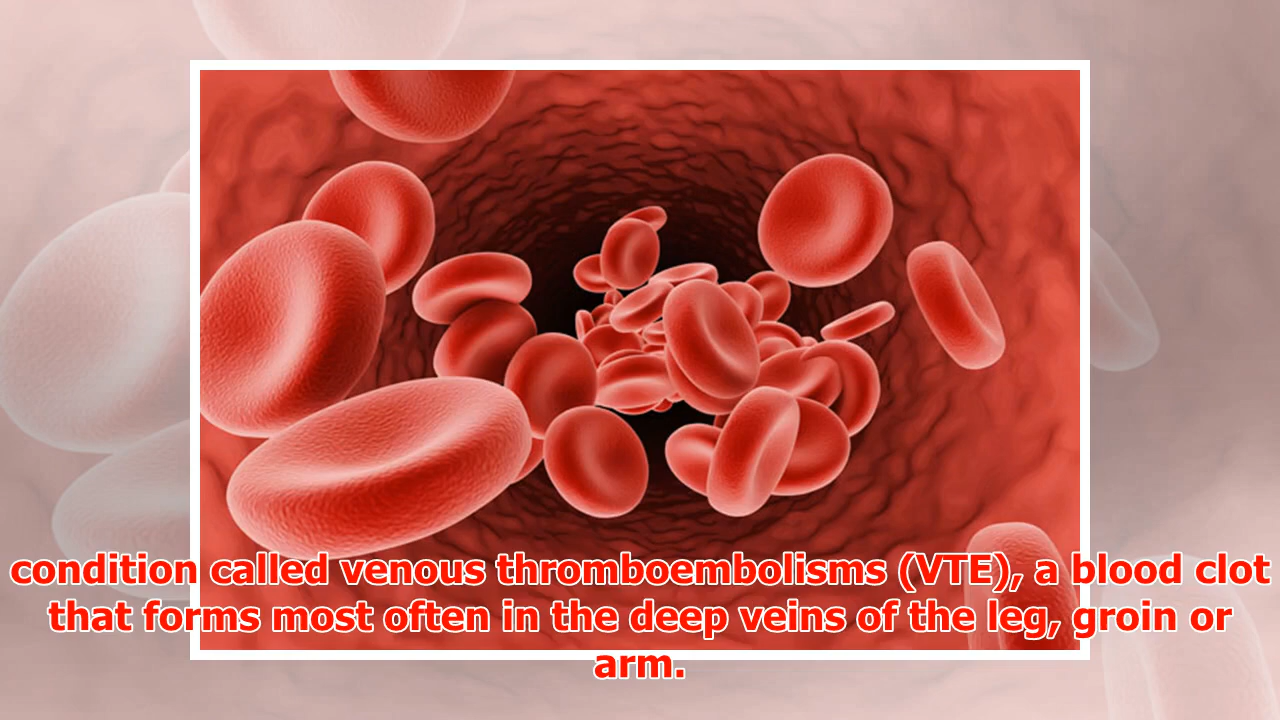 condition called venous thromboembolisms (VTE), a blood clot
that forms most often in the deep veins of the leg, groin or
arm.